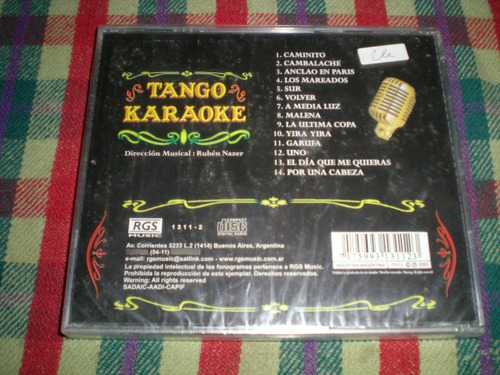 TANGO
KARAOKE
Dirección Musical : Rubén Nazer
1. CAMINITO
2. CAMBALACHE
3. ANCLAO EN PARIS
4. LOS MAREADOS
5. SUR
6. VOLVER
7. A MEDIA LUZ
8. MALENA
9. LA ULTIMA COPA
10. YIRA YIRA
11. GARUFA
12. UNO
13. EL DÍA QUE ME QUIERAS
14. POR UNA CABEZA
RGS
MUSIC
1311-2
COMPACT
disc
Av. Corrientes 5233 L.2 (1414) Buenos Aires, Argentina
(54-11)
e-mail: rgsmusic@satlink.com - www.rgsmusic.com.ar
La propiedad intelectual de los fonogramas pertenece a RGS Music.
Prohibida la reproducción de este ejemplar. Derechos reservados.
Warning: All rights reserved
SADAIC-AADI-CAPIF